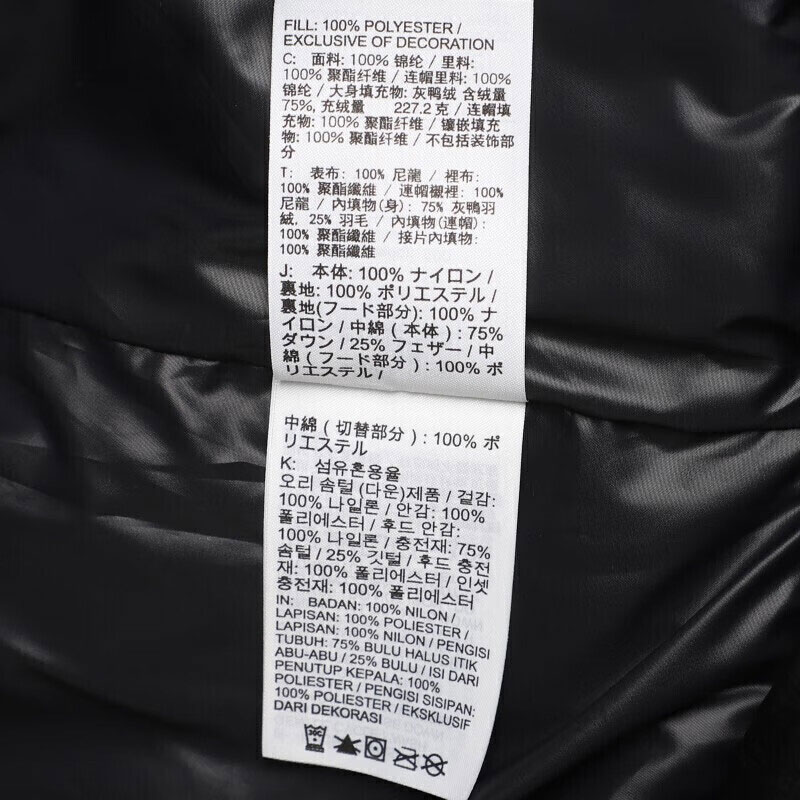 FILL: 100% POLYESTER /
EXCLUSIVE OF DECORATION
C: 面料: 100% 锦纶 / 里料:
100% 聚酯纤维 / 连帽里料: 100%
锦纶 / 大身填充物: 灰鸭绒 含绒量
75%, 充绒量 227.2 克 / 连帽填
充物: 100% 聚酯纤维 / 镶嵌填充
物: 100% 聚酯纤维 / 不包括装饰部
分
T: 表布: 100% 尼龍 / 裡布:
100% 聚酯纖維 / 連帽襯裡: 100%
尼龍 / 內填物(身): 75% 灰鴨羽
絨, 25% 羽毛 / 內填物(連帽):
100% 聚酯纖維 / 接片內填物:
100% 聚酯纖維
J: 本体: 100% ナイロン /
裏地: 100% ポリエステル /
裏地(フード部分): 100% ナ
イロン / 中綿 ( 本体 ) : 75%
ダウン / 25% フェザー / 中
綿 ( フード部分 ) : 100% ポ
リエステル /
中綿 ( 切替部分 ) : 100% ポ
リエステル
K: 섬유혼용율
오리 솜털 (다운)제품 / 겉감:
100% 나일론 / 안감: 100%
폴리에스터 / 후드 안감:
100% 나일론 / 충전재: 75%
솜털 / 25% 깃털 / 후드 충전
재: 100% 폴리에스터 / 인셋
충전재: 100% 폴리에스터
IN: BADAN: 100% NILON /
LAPISAN: 100% POLIESTER /
LAPISAN: 100% NILON / PENGISI
TUBUH: 75% BULU HALUS ITIK
ABU-ABU / 25% BULU / ISI DARI
PENUTUP KEPALA: 100%
POLIESTER / PENGISI SISIPAN:
100% POLIESTER / EKSKLUSIF
DARI DEKORASI
30C